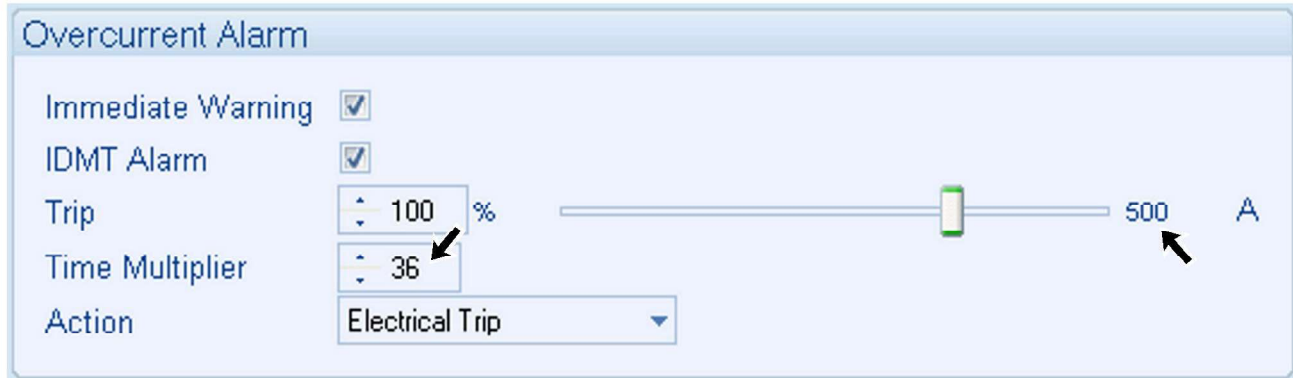 Overcurrent Alarm
Immediate Warning
IDMT Alarm
Trip 100 % 500 A
Time Multiplier 36
Action Electrical Trip